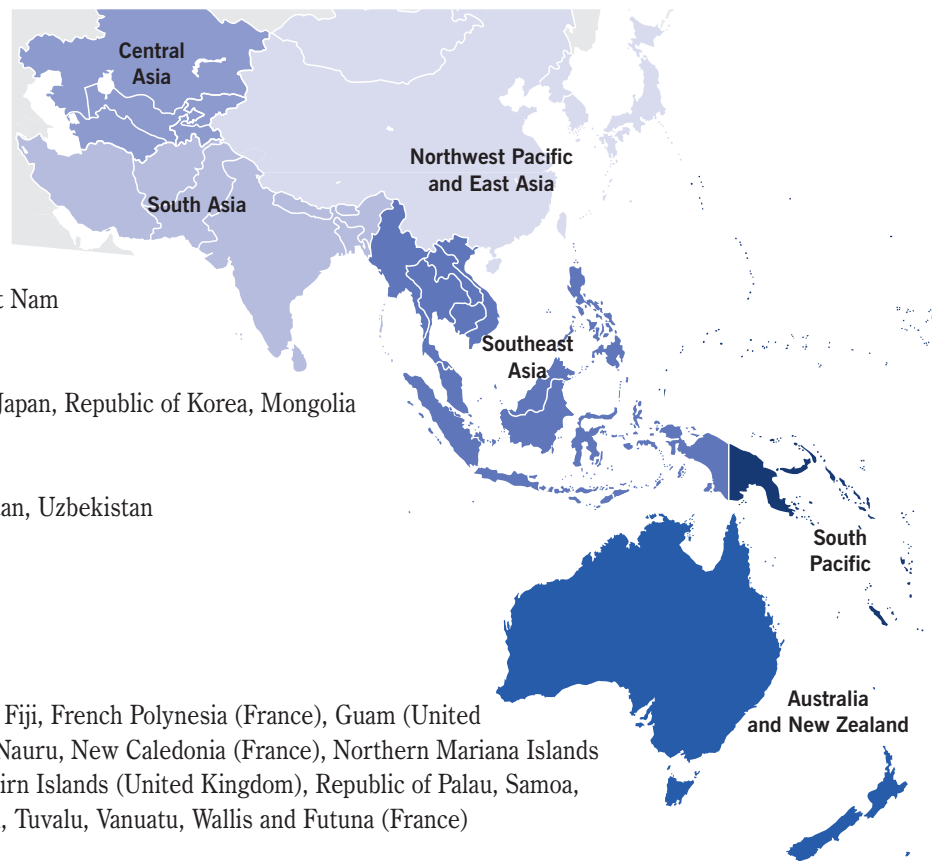 Central
Asia
Northwest Pacific
and East Asia
South Asia
t Nam
Southeast
Asia
Japan, Republic of Korea, Mongolia
an, Uzbekistan
South
Pacific
Australia
and New Zealand
Fiji, French Polynesia (France), Guam (United
Nauru, New Caledonia (France), Northern Mariana Islands
irn Islands (United Kingdom), Republic of Palau, Samoa,
, Tuvalu, Vanuatu, Wallis and Futuna (France)